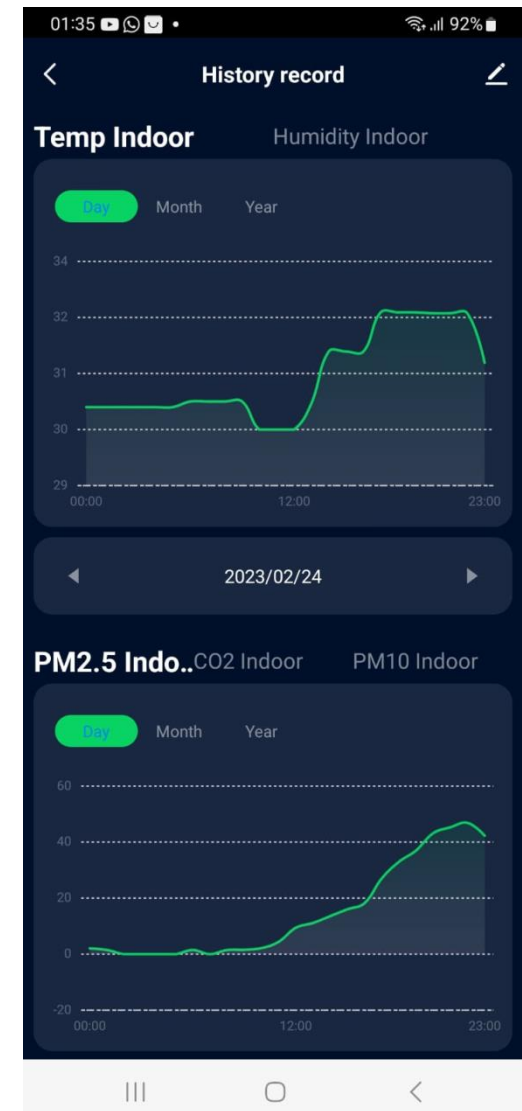 01:35 92%
History record
Temp Indoor Humidity Indoor
Day Month Year
34
32
31
30
29
00:00 12:00 23:00
2023/02/24
PM2.5 Indo.. CO2 Indoor PM10 Indoor
Day Month Year
60
40
20
0
-20
00:00 12:00 23:00